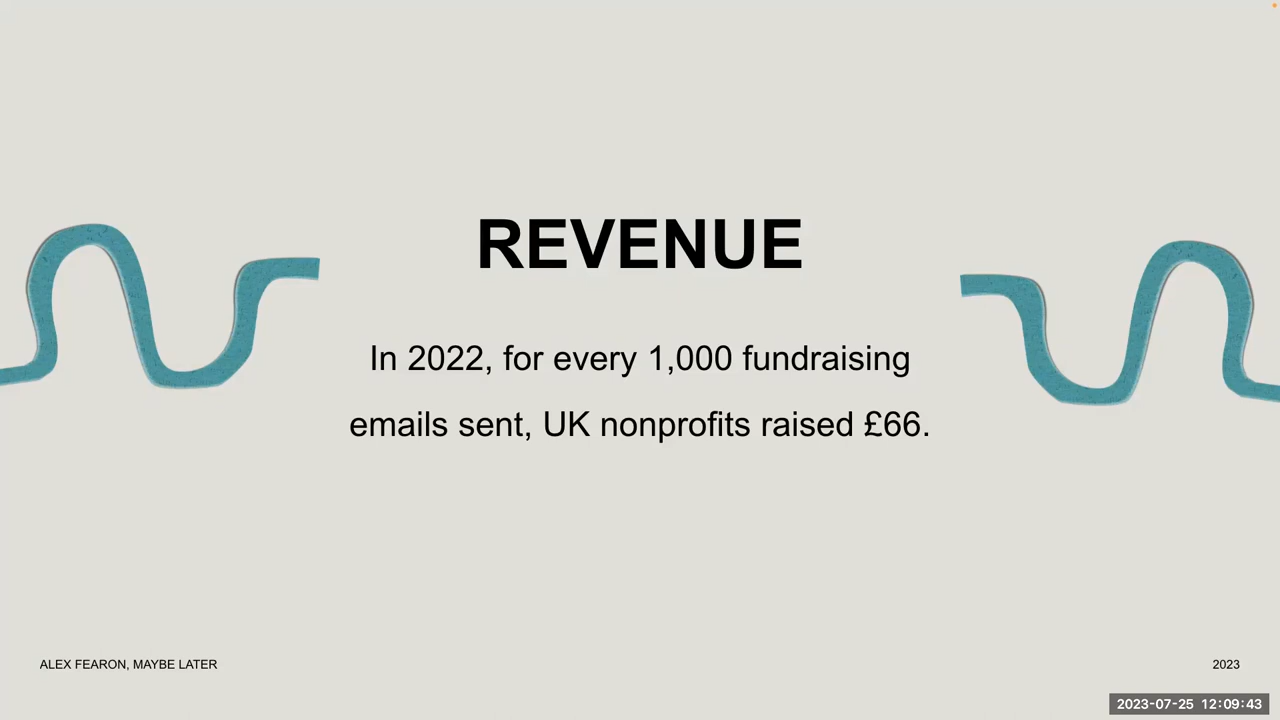 REVENUE
In 2022, for every 1,000 fundraising
emails sent, UK nonprofits raised £66.
ALEX FEARON, MAYBE LATER
2023
2023-07-25 12:09:43